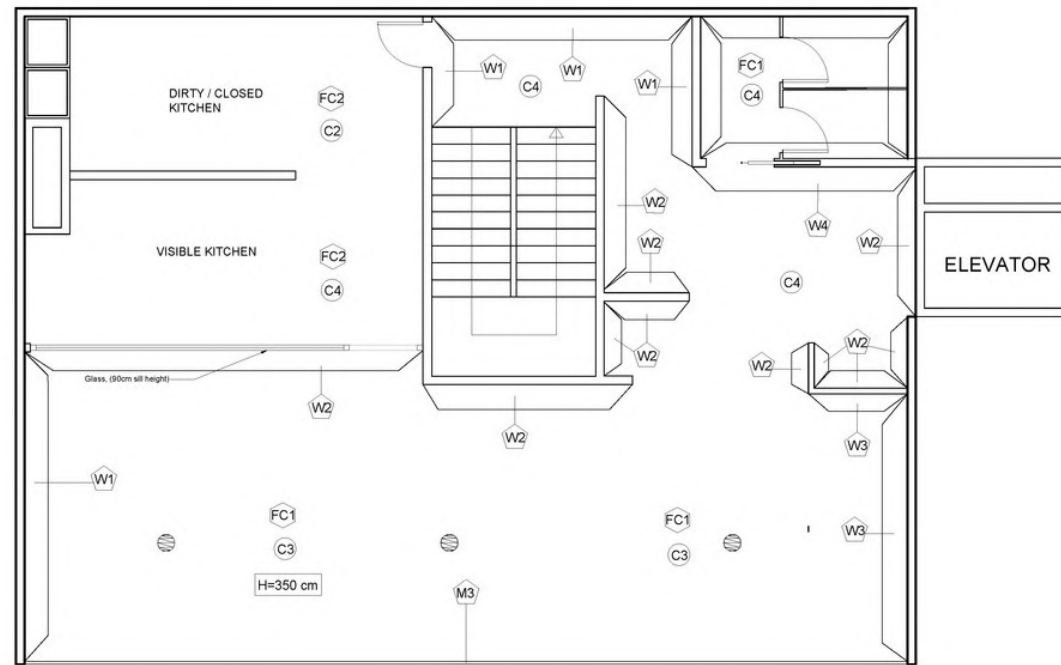 DIRTY / CLOSED
KITCHEN
FC2
C2
W1
W1
C4
W1
FC1
C4
VISIBLE KITCHEN
FC2
C4
W2
W2
W4
W2
ELEVATOR
C4
W2
W2
W2
W2
Glass. (90cm sill height)
W2
W2
W3
W1
FC1
C3
H=350 cm
FC1
C3
W3
M3